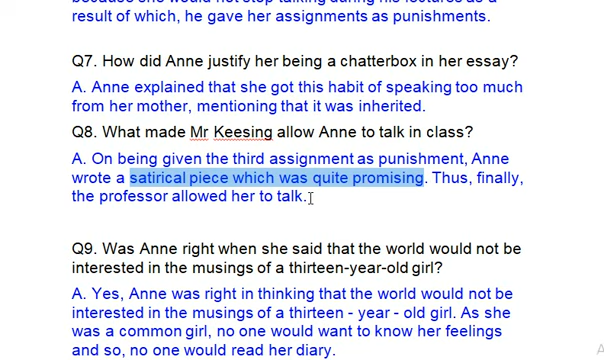 because she would not stop talking during his lectures as a
result of which, he gave her assignments as punishments.
Q7. How did Anne justify her being a chatterbox in her essay?
A. Anne explained that she got this habit of speaking too much
from her mother, mentioning that it was inherited.
Q8. What made Mr Keesing allow Anne to talk in class?
A. On being given the third assignment as punishment, Anne
wrote a satirical piece which was quite promising. Thus, finally,
the professor allowed her to talk.
Q9. Was Anne right when she said that the world would not be
interested in the musings of a thirteen-year-old girl?
A. Yes, Anne was right in thinking that the world would not be
interested in the musings of a thirteen - year - old girl. As she
was a common girl, no one would want to know her feelings
and so, no one would read her diary.
A